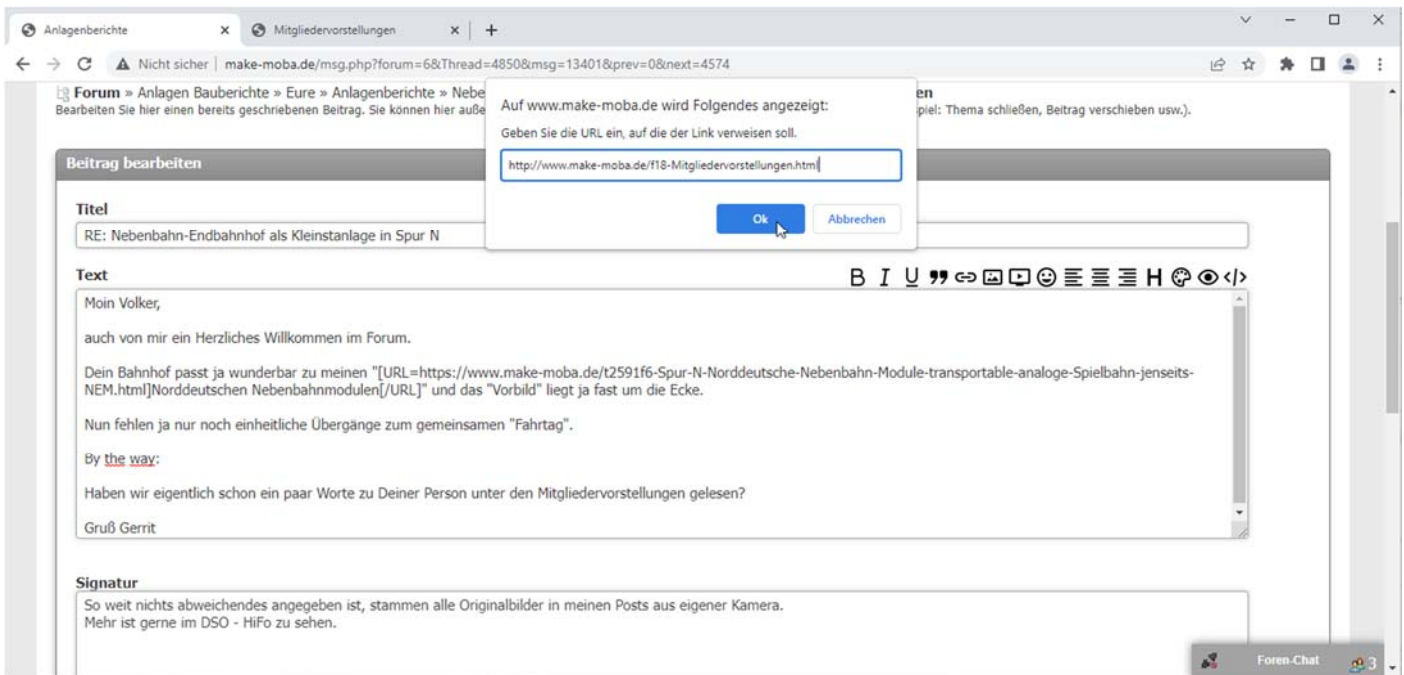 Anlagenberichte
Mitgliedervorstellungen
Nicht sicher | make-moba.de/msg.php?forum=6&Thread=4850&msg=13401&prev=0&next=4574
Forum » Anlagen Bauberichte » Eure » Anlagenberichte » Nebe
en
Bearbeiten Sie hier einen bereits geschriebenen Beitrag. Sie können hier auße
piel: Thema schließen, Beitrag verschieben usw.).
Auf www.make-moba.de wird Folgendes angezeigt:
Geben Sie die URL ein, auf die der Link verweisen soll.
http://www.make-moba.de/f18-Mitgliedervorstellungen.html
Ok
Abbrechen
Beitrag bearbeiten
Titel
RE: Nebenbahn-Endbahnhof als Kleinstanlage in Spur N
Text
B I U H </>
Moin Volker,
auch von mir ein Herzliches Willkommen im Forum.
Dein Bahnhof passt ja wunderbar zu meinen "[URL=https://www.make-moba.de/t2591f6-Spur-N-Norddeutsche-Nebenbahn-Module-transportable-analoge-Spielbahn-jenseits-
NEM.html]Norddeutschen Nebenbahnmodulen[/URL]" und das "Vorbild" liegt ja fast um die Ecke.
Nun fehlen ja nur noch einheitliche Übergänge zum gemeinsamen "Fahrtag".
By the way:
Haben wir eigentlich schon ein paar Worte zu Deiner Person unter den Mitgliedervorstellungen gelesen?
Gruß Gerrit
Signatur
So weit nichts abweichendes angegeben ist, stammen alle Originalbilder in meinen Posts aus eigener Kamera.
Mehr ist gerne im DSO - HiFo zu sehen.
Foren-Chat
3